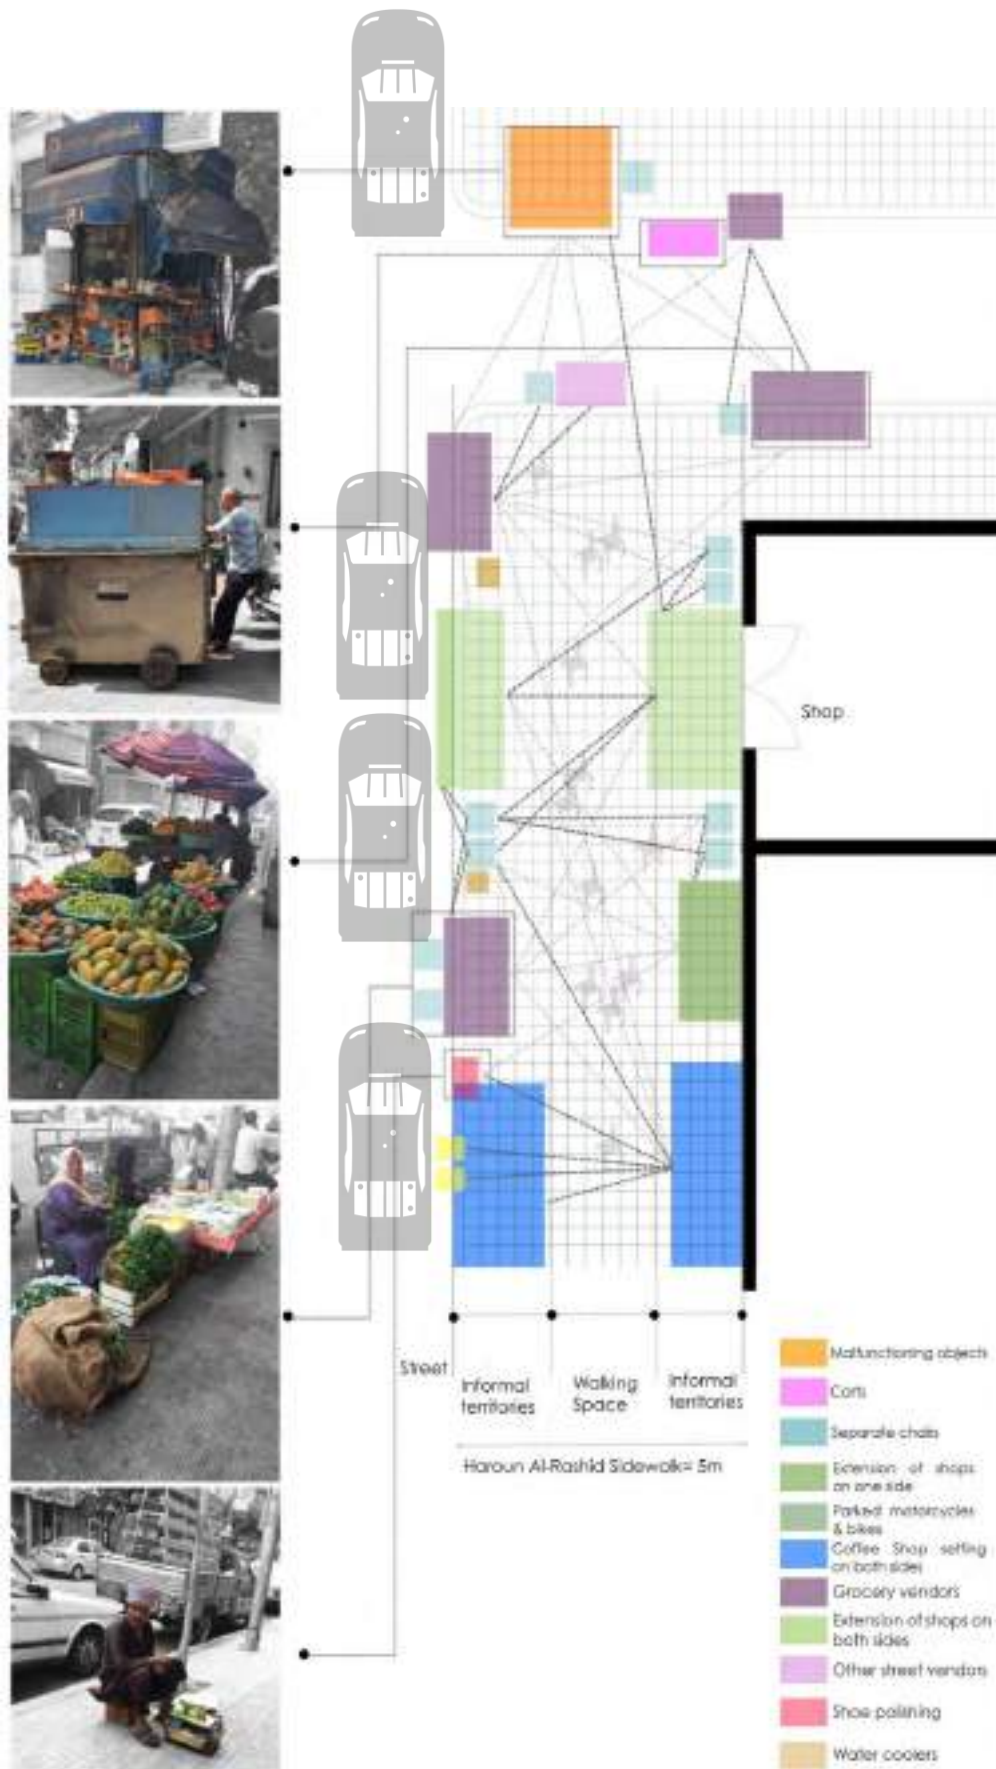 Shop
Street
Informal
territories
Walking
Space
Informal
territories
Haroun Al-Rashid Sidewalk= 5m
Malfunctioning objects
Carts
Separate chairs
Extension of shops
on one side
Parked motorcycles
& bikes
Coffee Shop setting
on both sides
Grocery vendors
Extension of shops on
both sides
Other street vendors
Shoe polishing
Water coolers